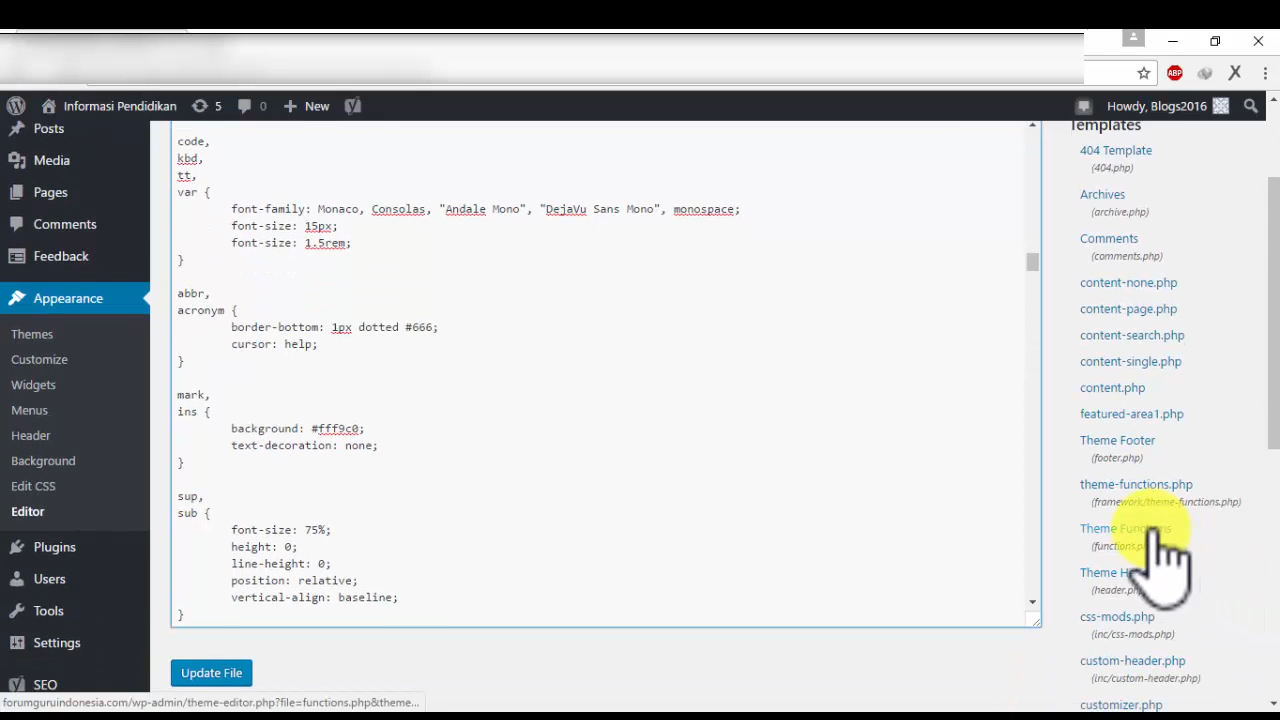 Informasi Pendidikan 5 0 New Howdy, Blogs2016
ABP
Posts
Media
Pages
Comments
Feedback
Appearance
Themes
Customize
Widgets
Menus
Header
Background
Edit CSS
Editor
Plugins
Users
Tools
Settings
SEO
code,
kbd,
tt,
var {
font-family: Monaco, Consolas, "Andale Mono", "DejaVu Sans Mono", monospace;
font-size: 15px;
font-size: 1.5rem;
}
abbr,
acronym {
border-bottom: 1px dotted #666;
cursor: help;
}
mark,
ins {
background: #fff9c0;
text-decoration: none;
}
sup,
sub {
font-size: 75%;
height: 0;
line-height: 0;
position: relative;
vertical-align: baseline;
}
Update File
Templates
404 Template
(404.php)
Archives
(archive.php)
Comments
(comments.php)
content-none.php
content-page.php
content-search.php
content-single.php
content.php
featured-area1.php
Theme Footer
(footer.php)
theme-functions.php
(framework/theme-functions.php)
Theme Functions
Theme
(header.php)
css-mods.php
(inc/css-mods.php)
custom-header.php
(inc/custom-header.php)
customizer.php
forumguruindonesia.com/wp-admin/theme-editor.php?file=functions.php&theme...